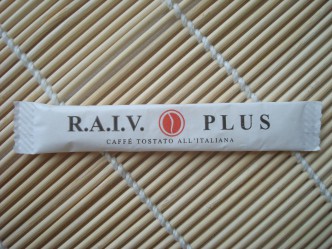 R.A.I.V. PLUS
CAFFÈ TOSTATO ALL'ITALIANA